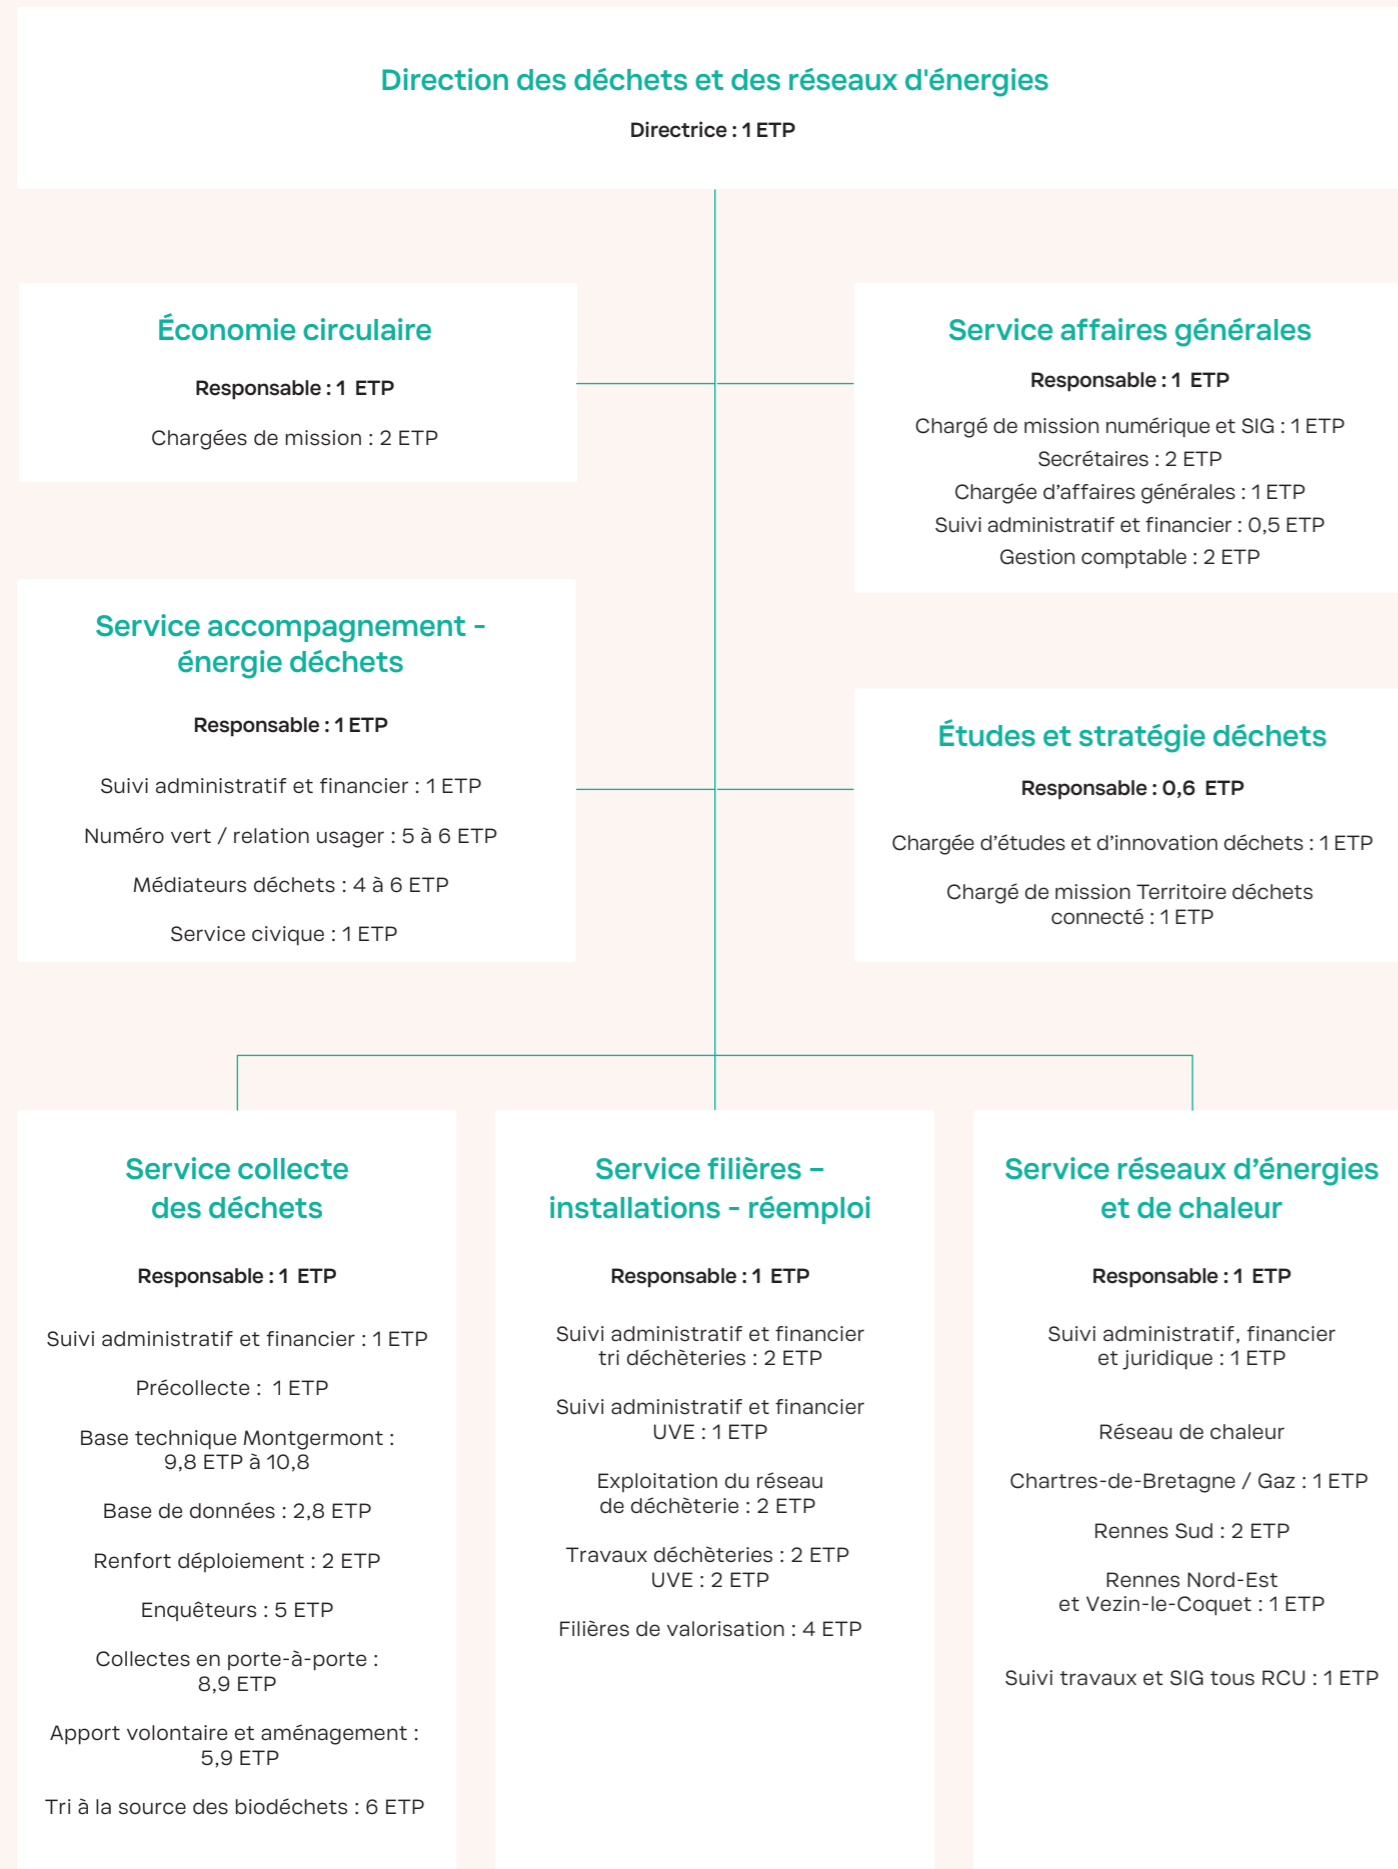 Direction des déchets et des réseaux d'énergies
Directrice : 1 ETP
Économie circulaire
Responsable : 1 ETP
Chargées de mission : 2 ETP
Service affaires générales
Responsable : 1 ETP
Chargé de mission numérique et SIG : 1 ETP
Secrétaires : 2 ETP
Chargée d’affaires générales : 1 ETP
Suivi administratif et financier : 0,5 ETP
Gestion comptable : 2 ETP
Service accompagnement -
énergie déchets
Responsable : 1 ETP
Suivi administratif et financier : 1 ETP
Numéro vert / relation usager : 5 à 6 ETP
Médiateurs déchets : 4 à 6 ETP
Service civique : 1 ETP
Études et stratégie déchets
Responsable : 0,6 ETP
Chargée d’études et d’innovation déchets : 1 ETP
Chargé de mission Territoire déchets
connecté : 1 ETP
Service collecte
des déchets
Responsable : 1 ETP
Suivi administratif et financier : 1 ETP
Précollecte : 1 ETP
Base technique Montgermont :
9,8 ETP à 10,8
Base de données : 2,8 ETP
Renfort déploiement : 2 ETP
Enquêteurs : 5 ETP
Collectes en porte-à-porte :
8,9 ETP
Apport volontaire et aménagement :
5,9 ETP
Tri à la source des biodéchets : 6 ETP
Service filières –
installations - réemploi
Responsable : 1 ETP
Suivi administratif et financier
tri déchèteries : 2 ETP
Suivi administratif et financier
UVE : 1 ETP
Exploitation du réseau
de déchèterie : 2 ETP
Travaux déchèteries : 2 ETP
UVE : 2 ETP
Filières de valorisation : 4 ETP
Service réseaux d’énergies
et de chaleur
Responsable : 1 ETP
Suivi administratif, financier
et juridique : 1 ETP
Réseau de chaleur
Chartres-de-Bretagne / Gaz : 1 ETP
Rennes Sud : 2 ETP
Rennes Nord-Est
et Vezin-le-Coquet : 1 ETP
Suivi travaux et SIG tous RCU : 1 ETP